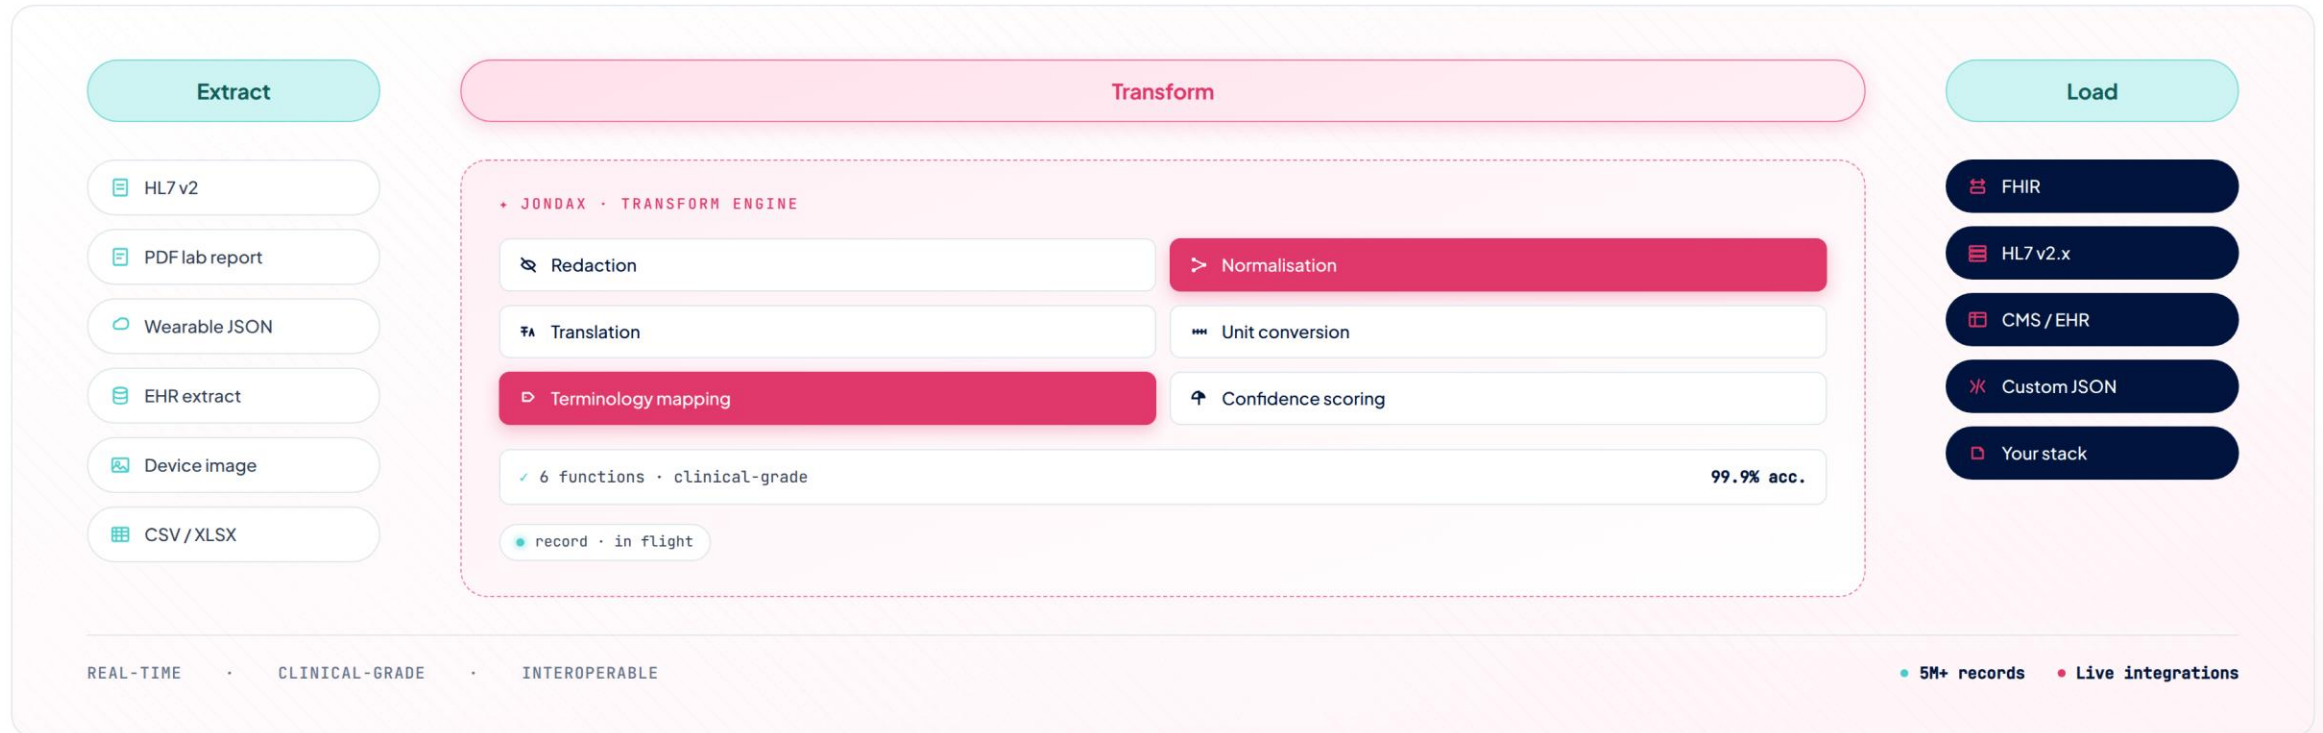 Extract
HL7 v2
PDF lab report
Wearable JSON
EHR extract
Device image
CSV / XLSX
Transform
✦ JONDAX · TRANSFORM ENGINE
Redaction
Normalisation
Translation
Unit conversion
Terminology mapping
Confidence scoring
✓ 6 functions · clinical-grade 99.9% acc.
record · in flight
Load
FHIR
HL7 v2.x
CMS / EHR
Custom JSON
Your stack
REAL-TIME · CLINICAL-GRADE · INTEROPERABLE
5M+ records Live integrations